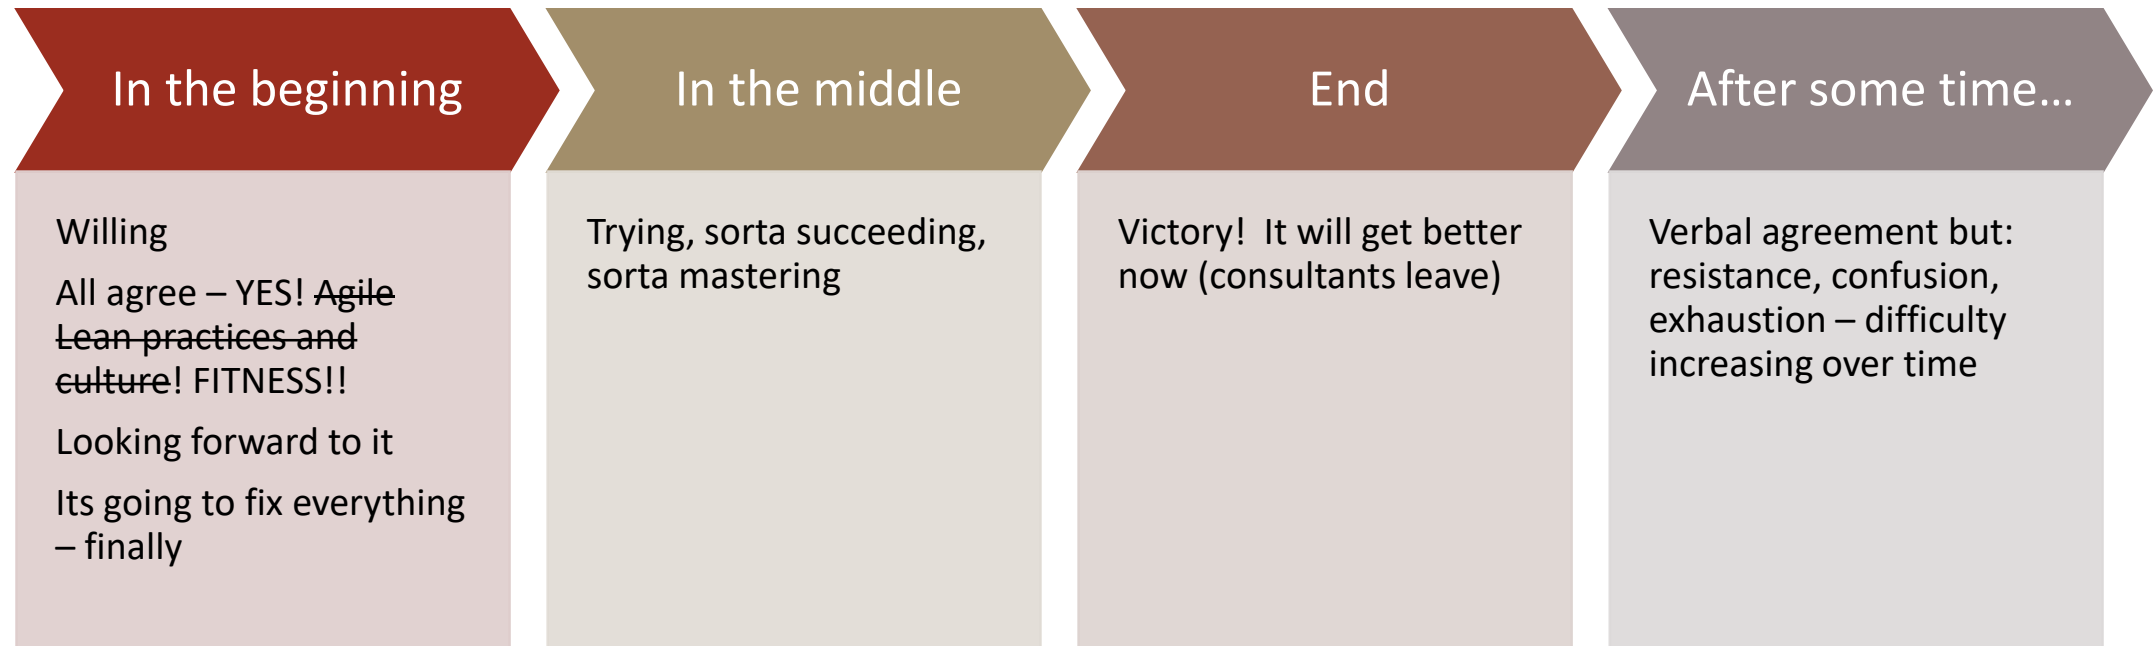 In the beginning
Willing
All agree – YES! Agile
Lean practices and
culture! FITNESS!!
Looking forward to it
Its going to fix everything
– finally
In the middle
Trying, sorta succeeding,
sorta mastering
End
Victory!  It will get better
now (consultants leave)
After some time...
Verbal agreement but:
resistance, confusion,
exhaustion – difficulty
increasing over time